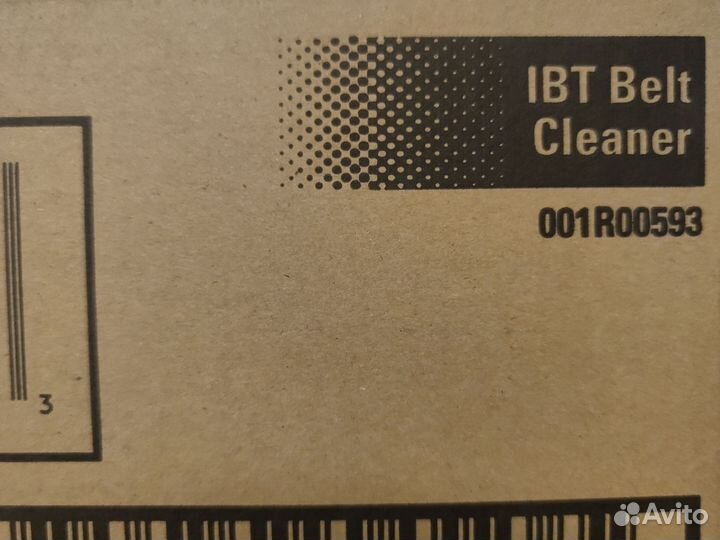 IBT Belt
Cleaner
001R00593
3
Avito